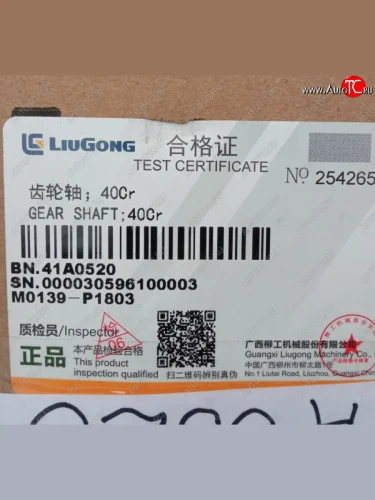 www.AutoTC.ru
LIUGONG
合格证
TEST CERTIFICATE
№ 254265
齿轮轴；40Cr
GEAR SHAFT;40Cr
BN.41A0520
SN.000030596100003
M0139-P1803
质检员/Inspector
06
正品
本产品检验合格
This product
inspection qualified
扫二维码辨别真伪
广西柳工机械股份有限公司
Guangxi Liugong Machinery Co.,
中国广西柳州市柳太路1号
No.1 Liutai Road, Liuzhou, Guangxi,China